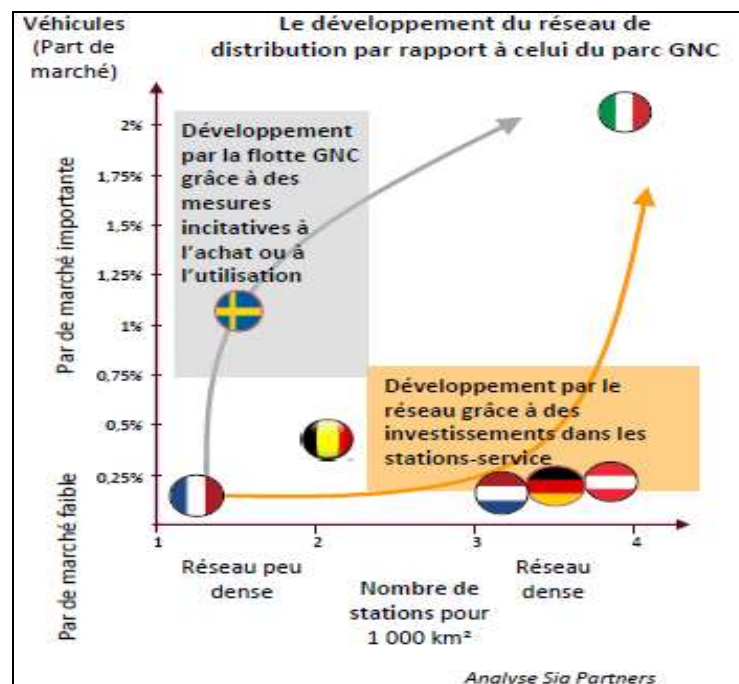 Véhicules
(Part de
marché)
Le développement du réseau de
distribution par rapport à celui du parc GNC
2%
1,75%
1,5%
1,25%
1%
0,75%
0,5%
0,25%
Par de marché importante
Par de marché faible
Développement
par la flotte GNC
grâce à des
mesures
incitatives à
l'achat ou à
l'utilisation
Développement par le
réseau grâce à des
investissements dans les
stations-service
1
2
3
4
Réseau peu
dense
Nombre de
stations pour
1 000 km²
Réseau
dense
Analyse Sia Partners